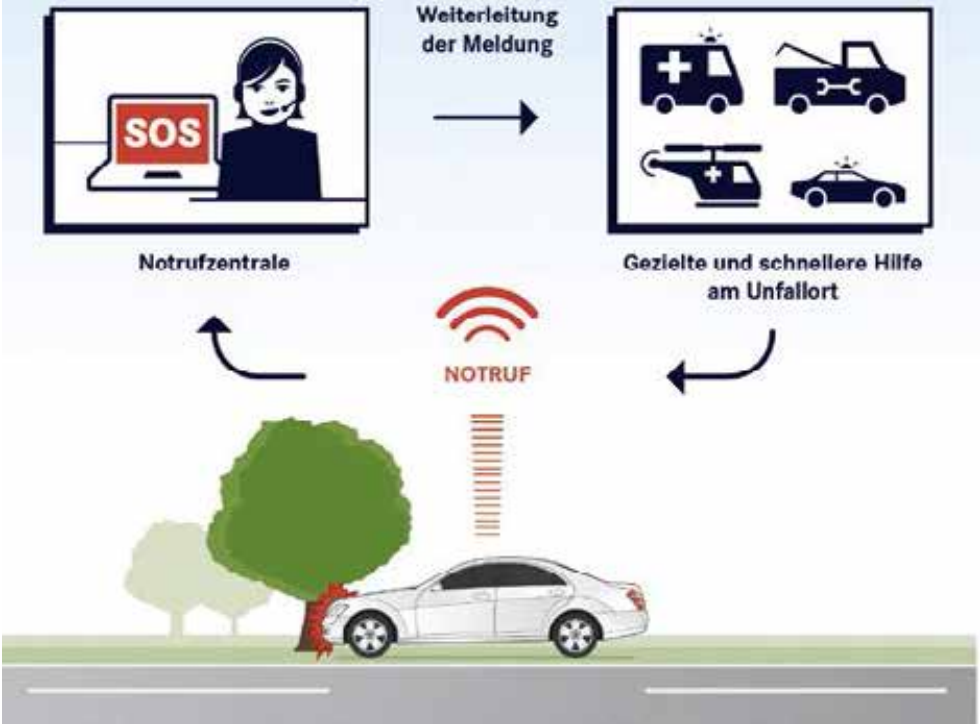 Weiterleitung
der Meldung
SOS
Notrufzentrale
Gezielte und schnellere Hilfe
am Unfallort
NOTRUF